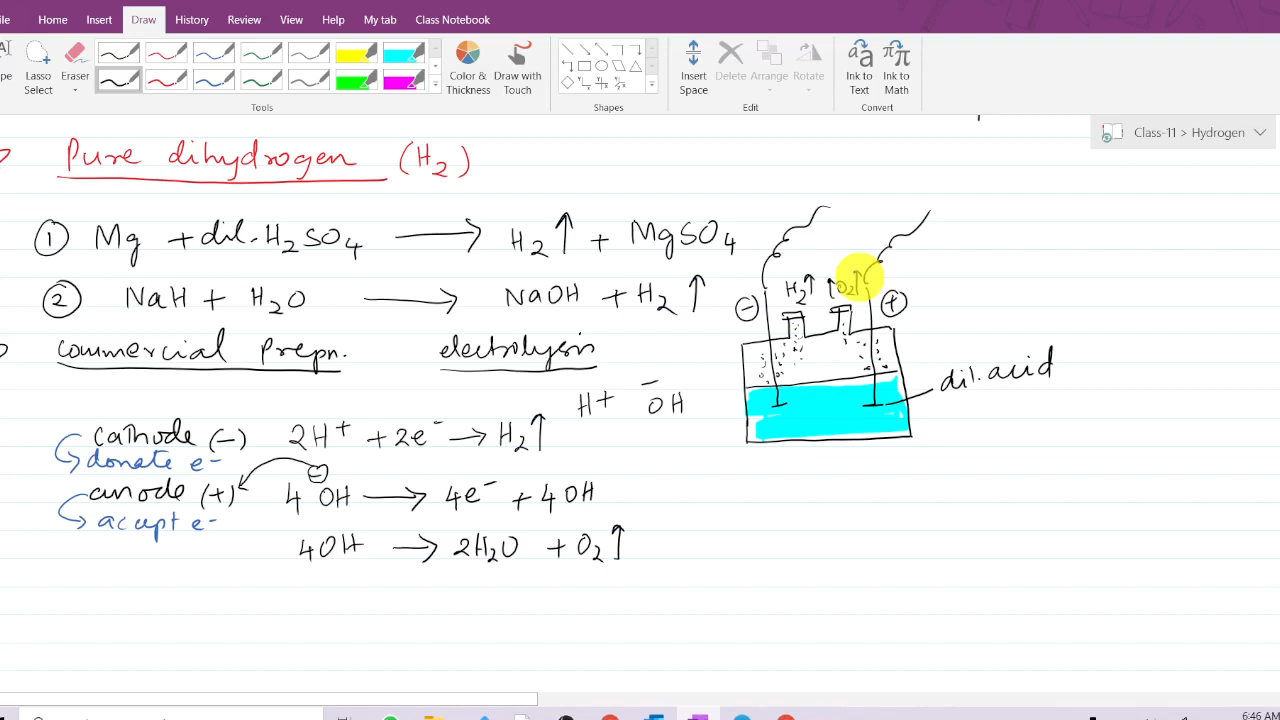 ile Home Insert Draw History Review View Help My tab Class Notebook
Lasso Select
Eraser
Color & Thickness
Draw with Touch
Insert Space
Delete
Arrange
Rotate
Ink to Text
Ink to Math
Tools
Shapes
Edit
Convert
Class-11 > Hydrogen
Pure dihydrogen (H2)
① Mg + dil. H2SO4 ⟶ H2↑ + MgSO4
② NaH + H2O ⟶ NaOH + H2↑
H2↑ ↑O2↑
⊖ ⊕
commercial prepn. electrolysis
dil. acid
H+ ⁻OH
cathode (-) 2H+ + 2e- → H2↑
donate e-
anode (+) 4 ⊖OH ⟶ 4e- + 4OH
accept e-
4OH ⟶ 2H2O + O2↑
6:46 AM